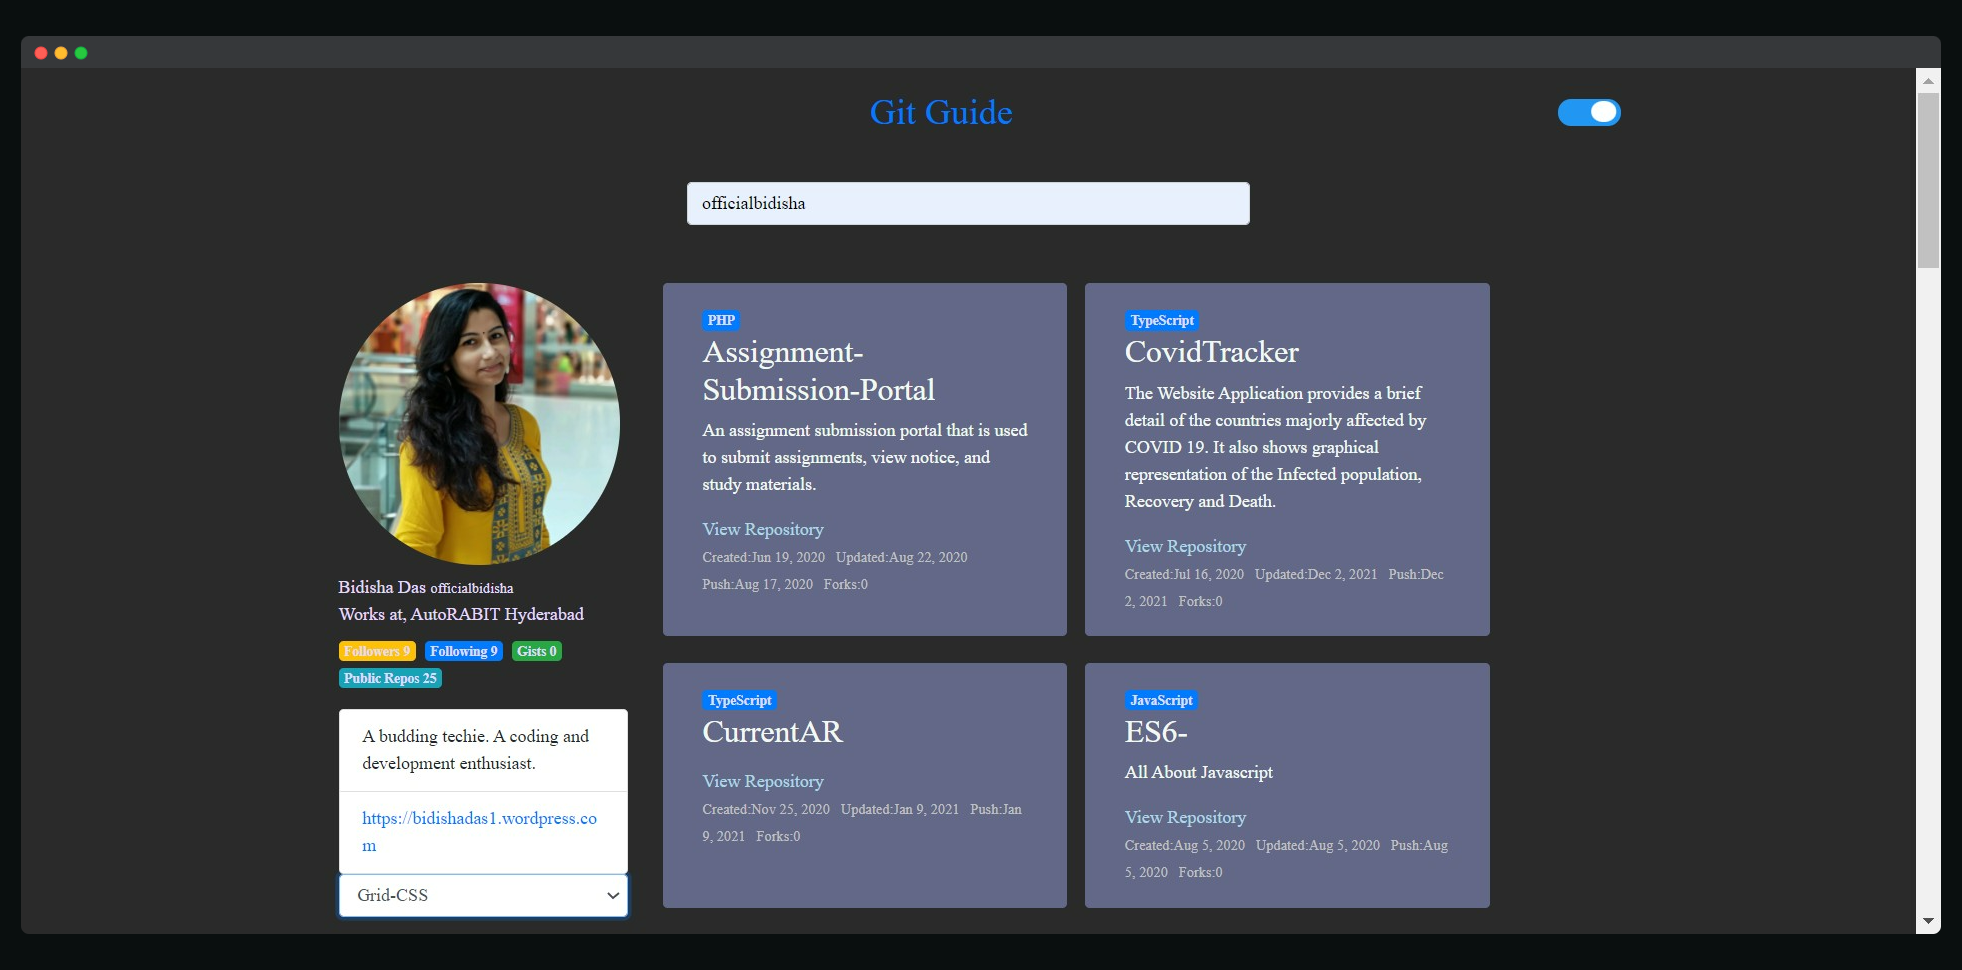 Git Guide
officialbidisha
Bidisha Das officialbidisha
Works at, AutoRABIT Hyderabad
Followers 9 Following 9 Gists 0
Public Repos 25
A budding techie. A coding and
development enthusiast.
https://bidishadas1.wordpress.co
m
Grid-CSS
PHP
Assignment-
Submission-Portal
An assignment submission portal that is used
to submit assignments, view notice, and
study materials.
View Repository
Created:Jun 19, 2020 Updated:Aug 22, 2020
Push:Aug 17, 2020 Forks:0
TypeScript
CovidTracker
The Website Application provides a brief
detail of the countries majorly affected by
COVID 19. It also shows graphical
representation of the Infected population,
Recovery and Death.
View Repository
Created:Jul 16, 2020 Updated:Dec 2, 2021 Push:Dec
2, 2021 Forks:0
TypeScript
CurrentAR
View Repository
Created:Nov 25, 2020 Updated:Jan 9, 2021 Push:Jan
9, 2021 Forks:0
JavaScript
ES6-
All About Javascript
View Repository
Created:Aug 5, 2020 Updated:Aug 5, 2020 Push:Aug
5, 2020 Forks:0